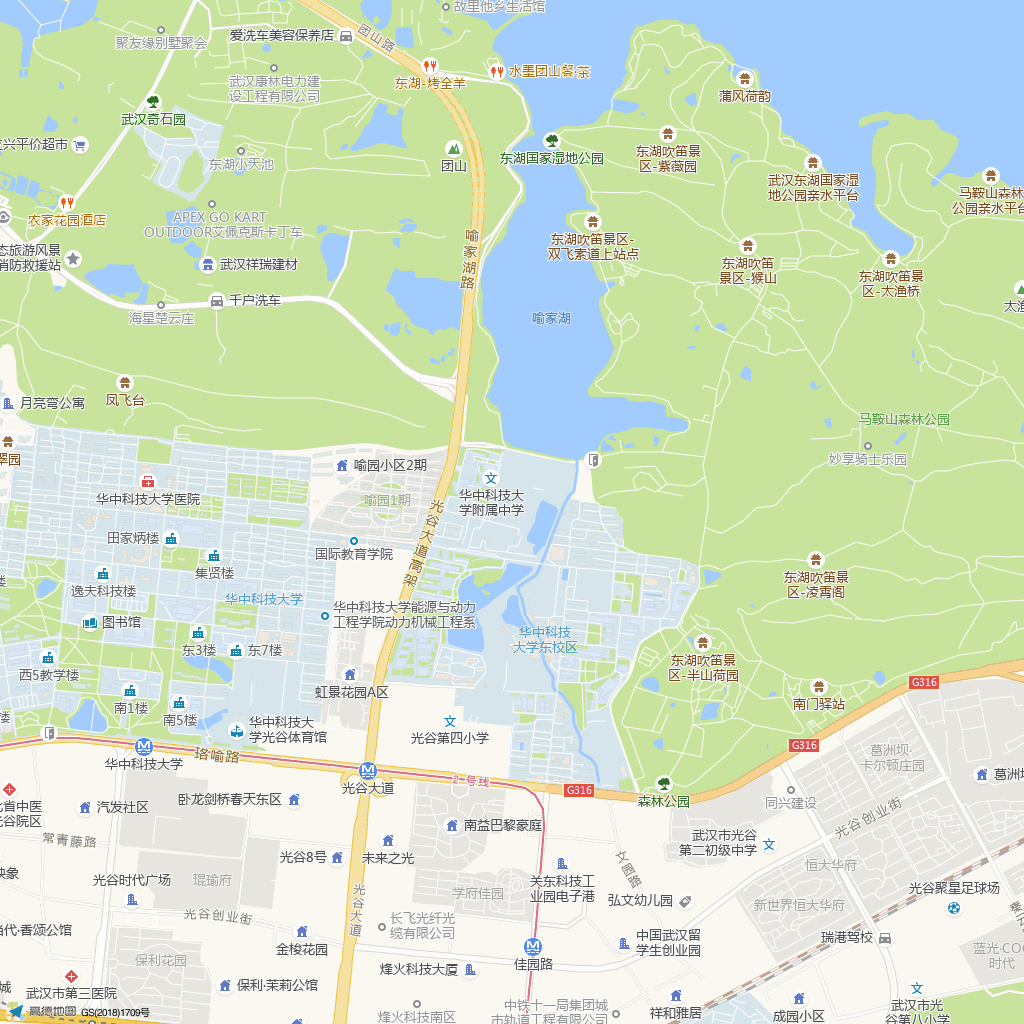 故里他乡生活馆
聚友缘别墅聚会
爱洗车美容保养店
团山路
东湖-烤全羊
水墨团山餐·茶
武汉康林电力建
设工程有限公司
蒲风荷韵
武汉奇石园
兴平价超市
东湖小天池
团山
东湖国家湿地公园
东湖吹笛景
区-紫薇园
武汉东湖国家湿
地公园亲水平台
马鞍山森林
公园亲水平台
农家花园酒店
APEX GO KART
OUTDOOR艾佩克斯卡丁车
态旅游风景
消防救援站
武汉祥瑞建材
喻家湖路
东湖吹笛景区-
双飞索道上站点
东湖吹笛
景区-猴山
东湖吹笛景
区-太渔桥
千户洗车
海星楚云庄
喻家湖
太渔
凤飞台
月亮弯公寓
马鞍山森林公园
妙享骑士乐园
翠园
喻园小区2期
华中科技大学医院
喻园1期
华中科技大
学附属中学
光谷大道高架
田家炳楼
国际教育学院
集贤楼
逸夫科技楼
华中科技大学
东湖吹笛景
区-凌霄阁
图书馆
华中科技大学能源与动力
工程学院动力机械工程系
华中科技
大学东校区
东3楼
东7楼
西5教学楼
虹景花园A区
东湖吹笛景
区-半山荷园
南1楼
南5楼
南门驿站
G316
华中科技大
学光谷体育馆
光谷第四小学
珞喻路
华中科技大学
G316
葛洲坝·
卡尔顿庄园
葛洲坝
光谷大道
2号线
G316
森林公园
同兴建设
省中医
光谷院区
汽发社区
卧龙剑桥春天东区
南益巴黎豪庭
光谷创业街
常青藤路
光谷8号
未来之光
文园路
武汉市光谷
第二初级中学
恒大华府
映象
光谷时代广场
琨瑜府
学府佳园
关东科技工
业园电子港
弘文幼儿园
光谷聚星足球场
新世界恒大华府
光谷创业街
光谷大道
长飞光纤光
缆有限公司
当代·香颂公馆
金梭花园
佳园路
中国武汉留
学生创业园
瑞港驾校
保利花园
烽火科技大厦
蓝光·COC
时代
武汉市第三医院
保利·茉莉公馆
祥和雅居
成园小区
武汉市光
谷第八小学
烽火科技南区
中铁十一局集团城
市轨道工程有限公司
高德地图 GS(2018)1709号